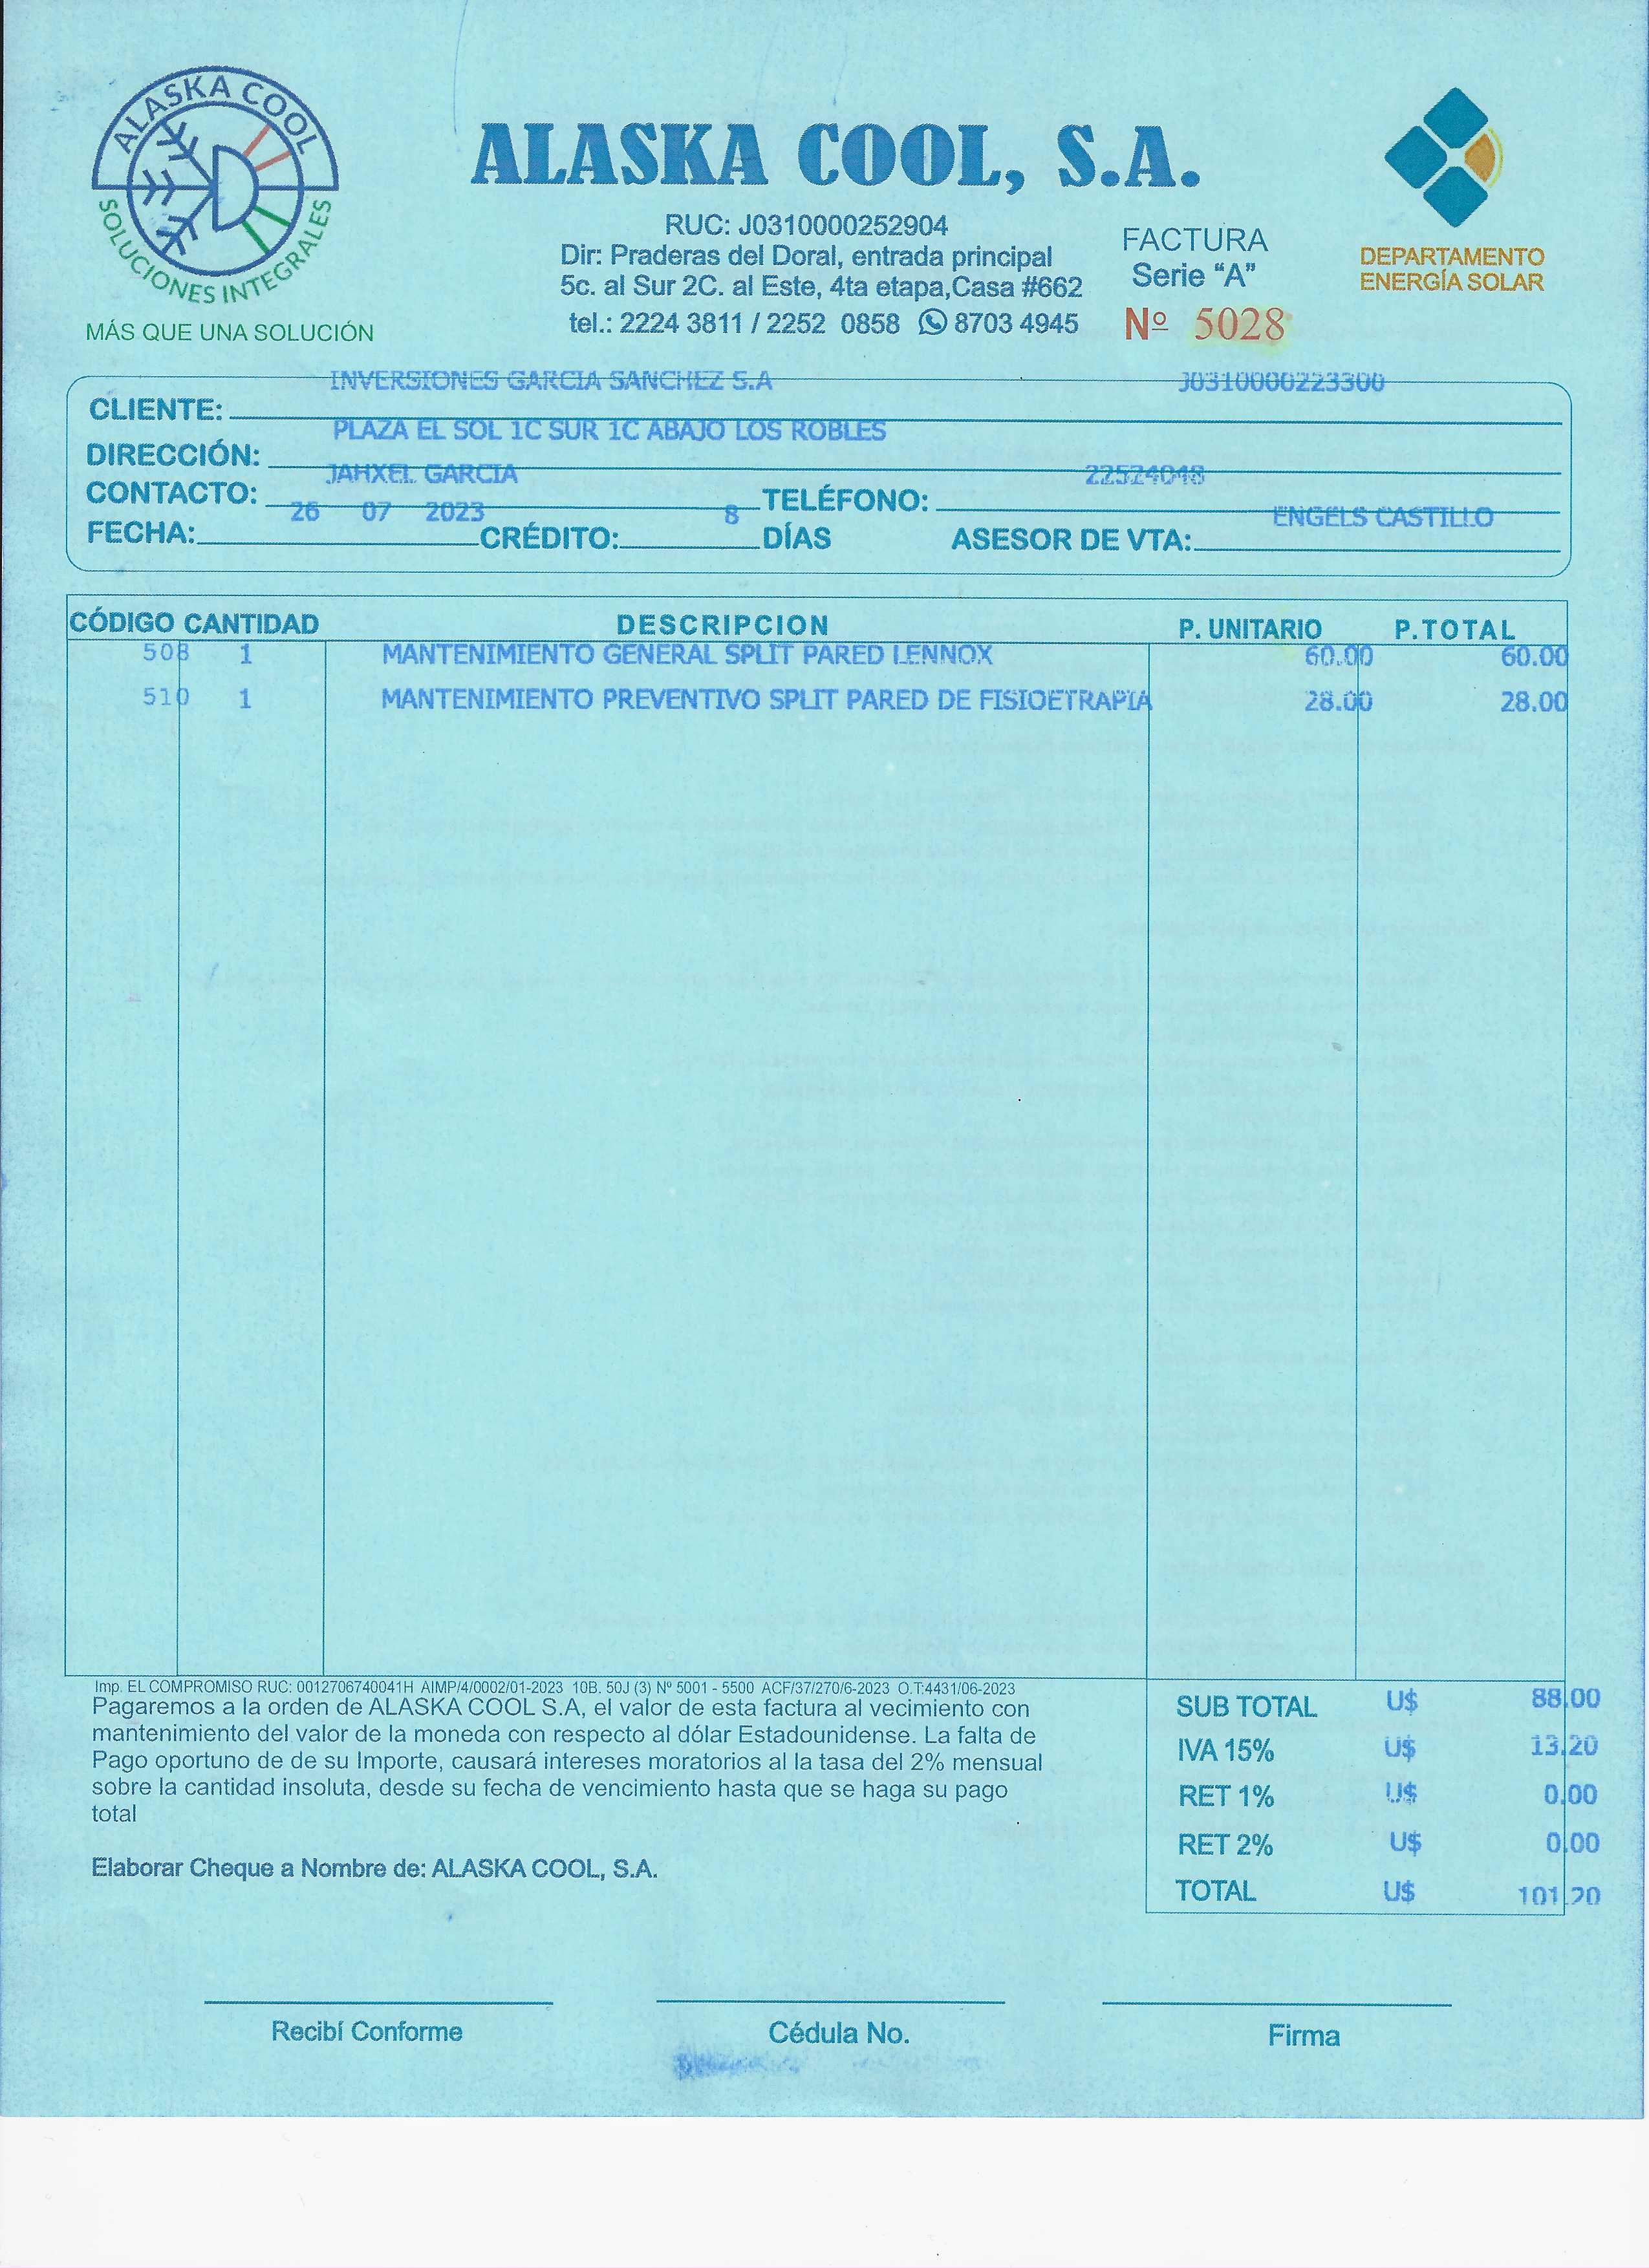 ALASKA COOL
SOLUCIONES INTEGRALES
MÁS QUE UNA SOLUCIÓN
ALASKA COOL, S.A.
RUC: J0310000252904
Dir: Praderas del Doral, entrada principal
5c. al Sur 2C. al Este, 4ta etapa,Casa #662
tel.: 2224 3811 / 2252 0858 8703 4945
FACTURA
Serie “A”
Nº 5028
DEPARTAMENTO
ENERGÍA SOLAR
CLIENTE: INVERSIONES GARCIA SANCHEZ S.A J0310000223300
DIRECCIÓN: PLAZA EL SOL 1C SUR 1C ABAJO LOS ROBLES
CONTACTO: JAHXEL GARCIA TELÉFONO: 22524048
FECHA: 26 07 2023 CRÉDITO: 8 DÍAS ASESOR DE VTA: ENGELS CASTILLO
CÓDIGO CANTIDAD DESCRIPCION P. UNITARIO P.TOTAL
508 1 MANTENIMIENTO GENERAL SPLIT PARED LENNOX 60.00 60.00
510 1 MANTENIMIENTO PREVENTIVO SPLIT PARED DE FISIOETRAPIA 28.00 28.00
Imp. EL COMPROMISO RUC: 0012706740041H AIMP/4/0002/01-2023 10B. 50J (3) Nº 5001 - 5500 ACF/37/270/6-2023 O.T:4431/06-2023
Pagaremos a la orden de ALASKA COOL S.A, el valor de esta factura al vecimiento con
mantenimiento del valor de la moneda con respecto al dólar Estadounidense. La falta de
Pago oportuno de de su Importe, causará intereses moratorios al la tasa del 2% mensual
sobre la cantidad insoluta, desde su fecha de vencimiento hasta que se haga su pago
total
Elaborar Cheque a Nombre de: ALASKA COOL, S.A.
SUB TOTAL U$ 88.00
IVA 15% U$ 13.20
RET 1% U$ 0.00
RET 2% U$ 0.00
TOTAL U$ 101.20
Recibí Conforme
Cédula No.
Firma